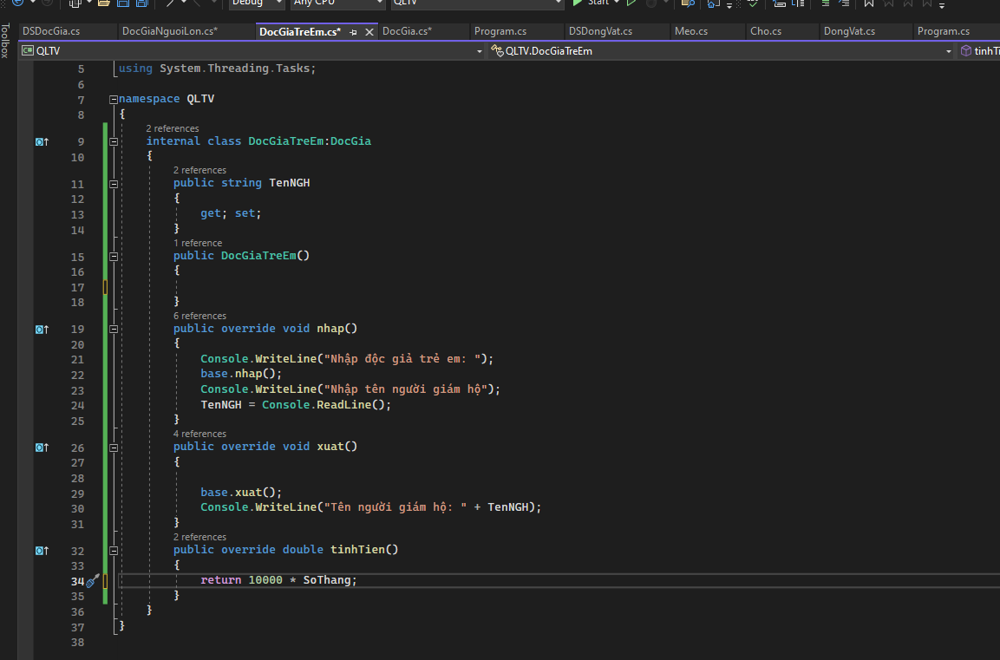 Debug Any CPU QLTV Start
Toolbox
DSDocGia.cs DocGiaNguoiLon.cs* DocGiaTreEm.cs* DocGia.cs* Program.cs DSDongVat.cs Meo.cs Cho.cs DongVat.cs Program.cs
C# QLTV QLTV.DocGiaTreEm
5 using System.Threading.Tasks;
6
7 namespace QLTV
8 {
2 references
9 internal class DocGiaTreEm:DocGia
10 {
2 references
11 public string TenNGH
12 {
13 get; set;
14 }
1 reference
15 public DocGiaTreEm()
16 {
17
18 }
6 references
19 public override void nhap()
20 {
21 Console.WriteLine("Nhập độc giả trẻ em: ");
22 base.nhap();
23 Console.WriteLine("Nhập tên người giám hộ");
24 TenNGH = Console.ReadLine();
25 }
4 references
26 public override void xuat()
27 {
28
29 base.xuat();
30 Console.WriteLine("Tên người giám hộ: " + TenNGH);
31 }
2 references
32 public override double tinhTien()
33 {
34 return 10000 * SoThang;
35 }
36 }
37 }
38